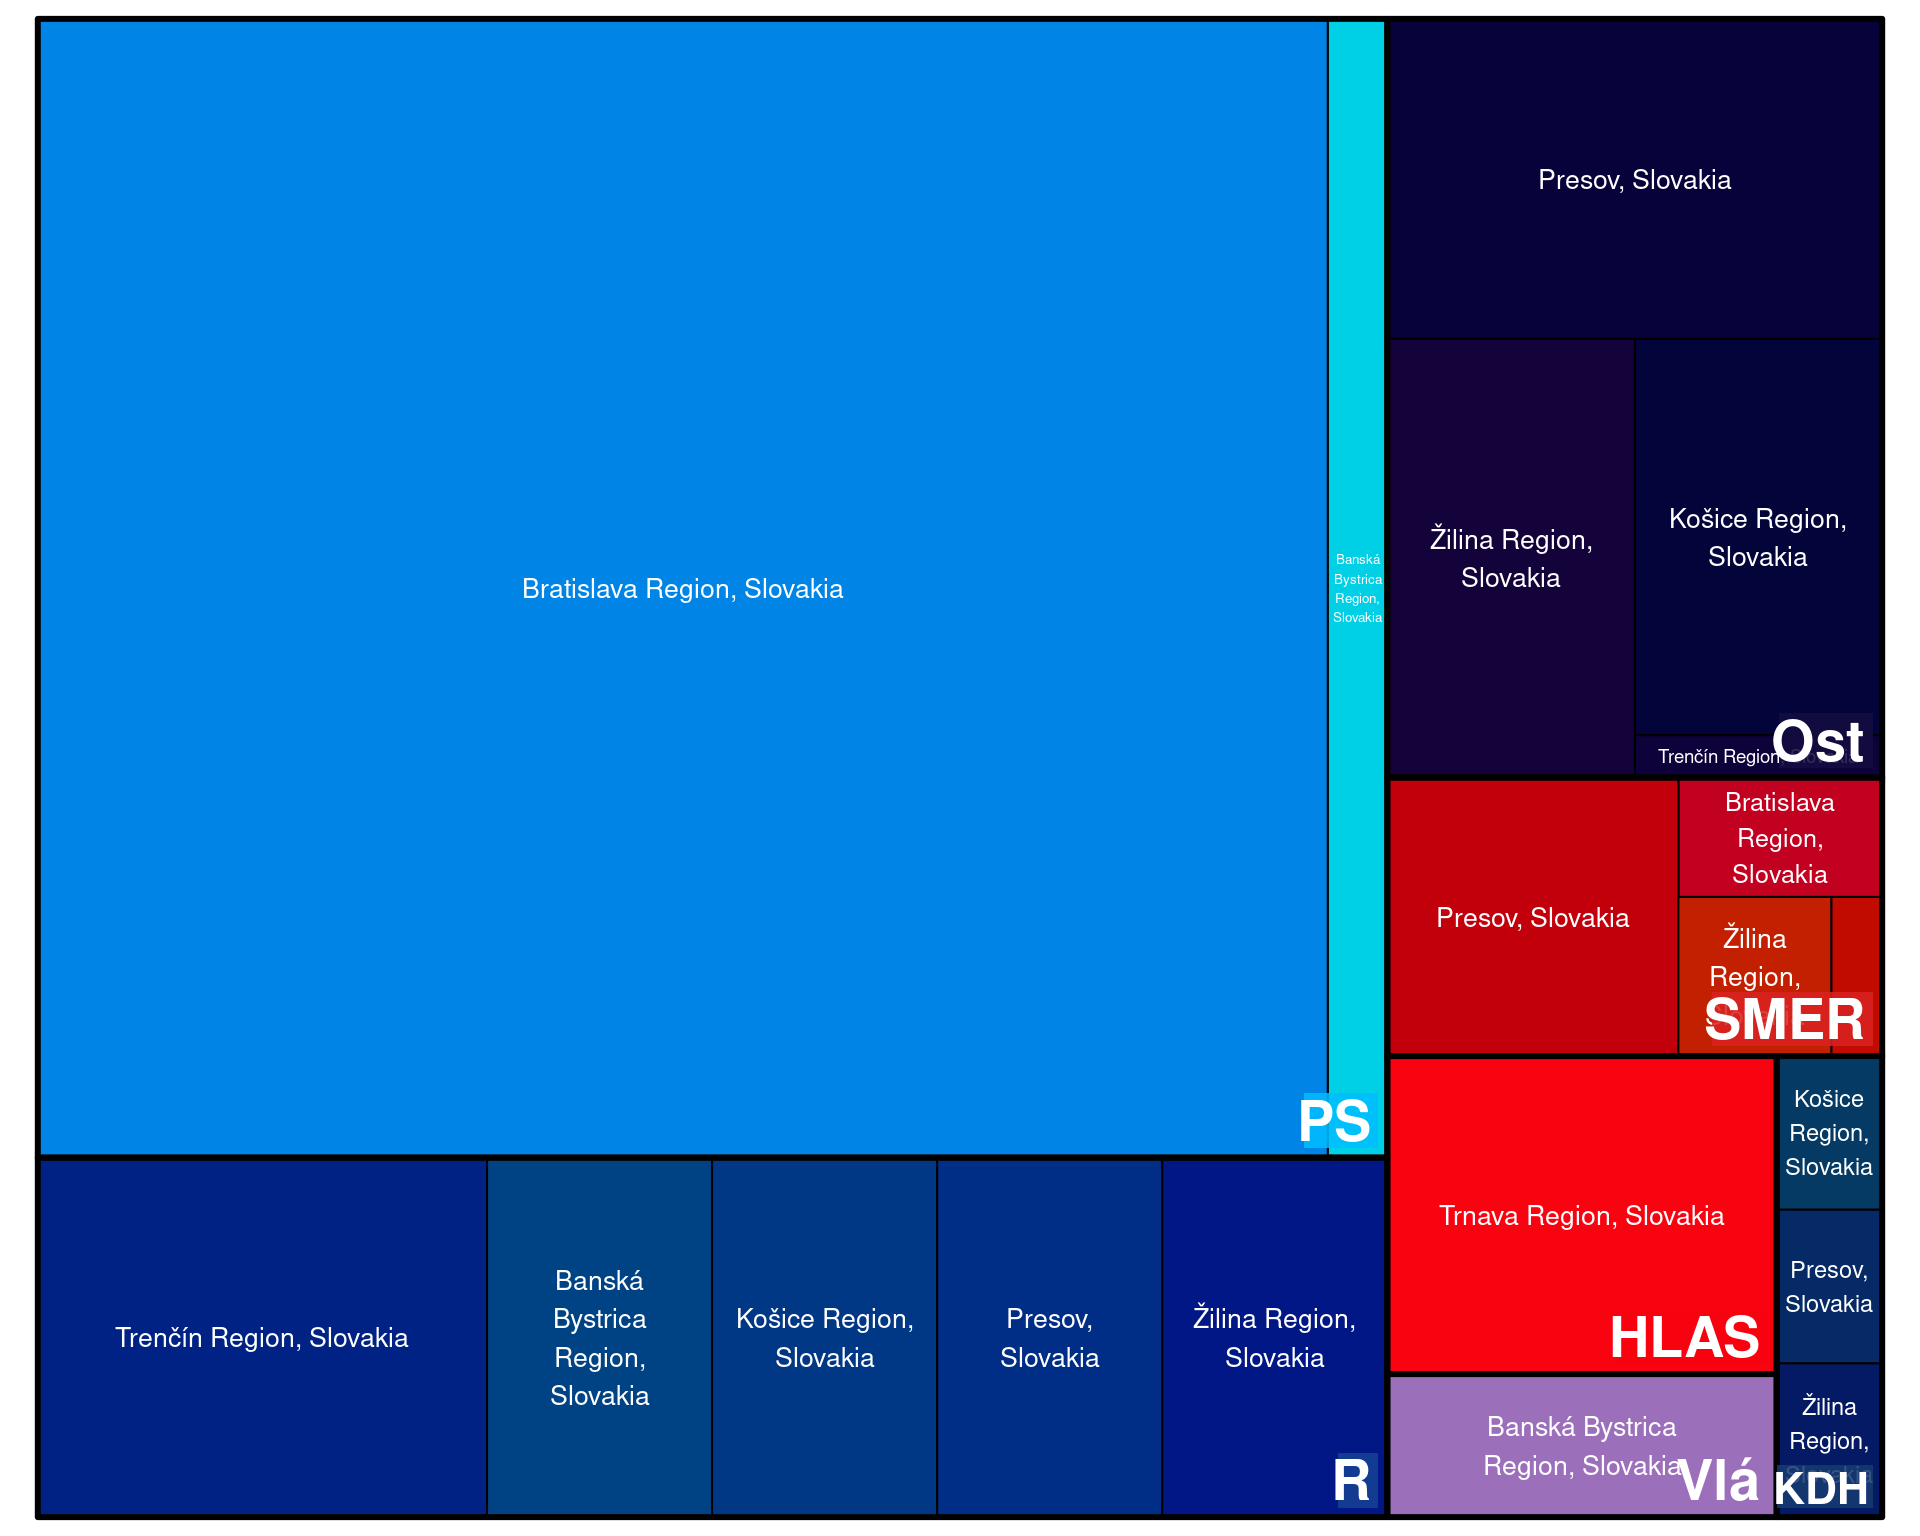 Bratislava Region, Slovakia
Banská
Bystrica
Region,
Slovakia
PS
Trenčín Region, Slovakia
Banská
Bystrica
Region,
Slovakia
Košice Region,
Slovakia
Presov,
Slovakia
Žilina Region,
Slovakia
R
Presov, Slovakia
Žilina Region,
Slovakia
Košice Region,
Slovakia
Trenčín Region
Ost
Presov, Slovakia
Bratislava
Region,
Slovakia
Žilina
Region,
SMER
Trnava Region, Slovakia
HLAS
Banská Bystrica
Region, Slovakia
Vlá
Košice
Region,
Slovakia
Presov,
Slovakia
Žilina
Region,
KDH